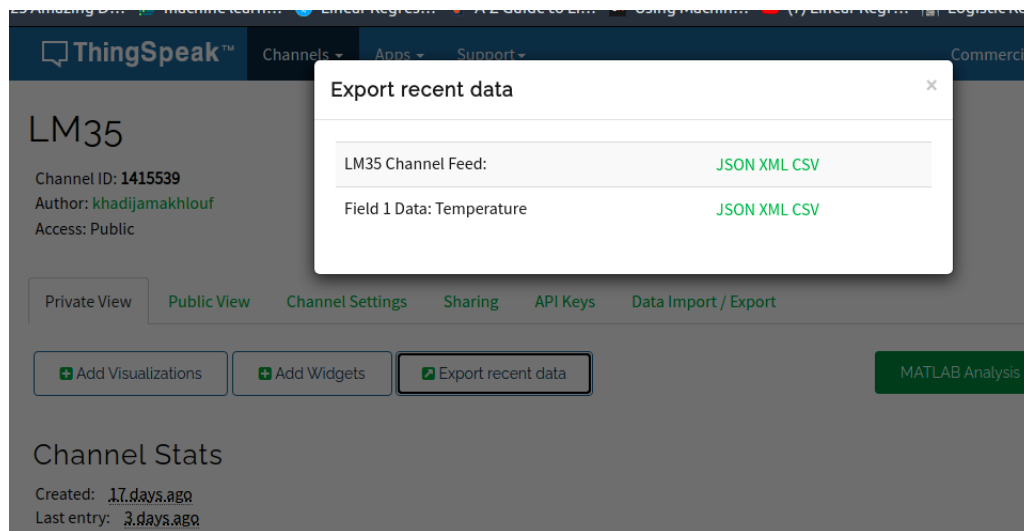 ThingSpeak™ Channels Apps Support Commerci
Export recent data ×
LM35 Channel Feed: JSON XML CSV
Field 1 Data: Temperature JSON XML CSV
LM35
Channel ID: 1415539
Author: khadijamakhlouf
Access: Public
Private View Public View Channel Settings Sharing API Keys Data Import / Export
Add Visualizations Add Widgets Export recent data MATLAB Analysis
Channel Stats
Created: 17 days ago
Last entry: 3 days ago